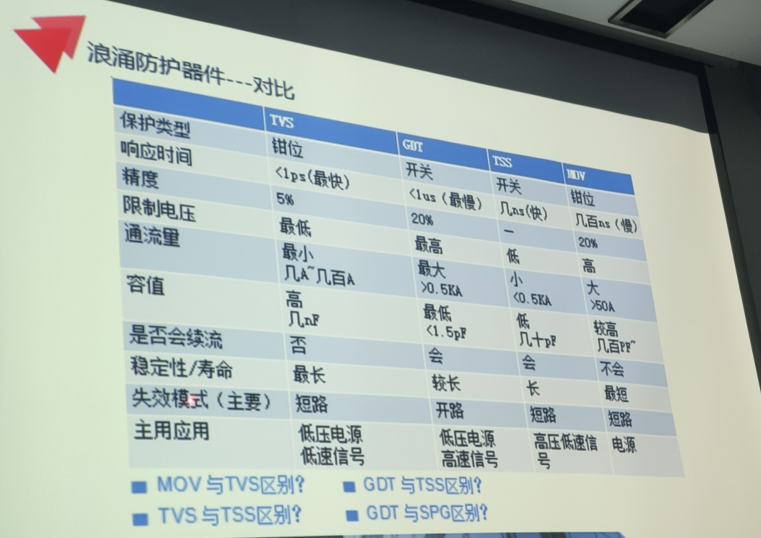 浪涌防护器件---对比
TVS GDT TSS MOV
保护类型 钳位 开关 开关 钳位
响应时间 <1ps(最快) <1us（最慢） 几ns(快) 几百ns（慢）
精度 5% 20% — 20%
限制电压 最低 最高 低 高
通流量 最小 最大 小 大
几A~几百A >0.5KA <0.5KA >50A
容值 高 最低 低 较高
几nF <1.5pF 几十pF 几百PF~
是否会续流 否 会 会 不会
稳定性/寿命 最长 较长 长 最短
失效模式（主要） 短路 开路 短路 短路
主用应用 低压电源 低压电源 高压低速信 电源
低速信号 高速信号 号
■ MOV与TVS区别? ■ GDT与TSS区别?
■ TVS与TSS区别? ■ GDT与SPG区别?